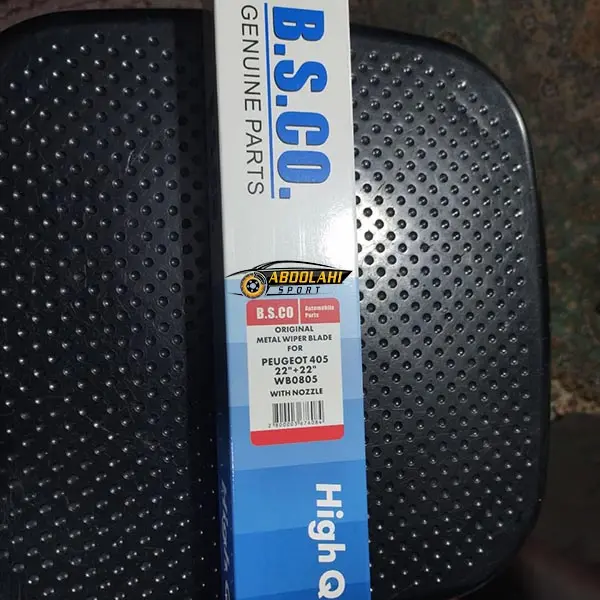 B.S.CO.
GENUINE PARTS
ABDOLAHI
SPORT
B.S.CO
Automobile
Parts
ORIGINAL
METAL WIPER BLADE
FOR
PEUGEOT 405
22"+22"
WB0805
WITH NOZZLE
High Q